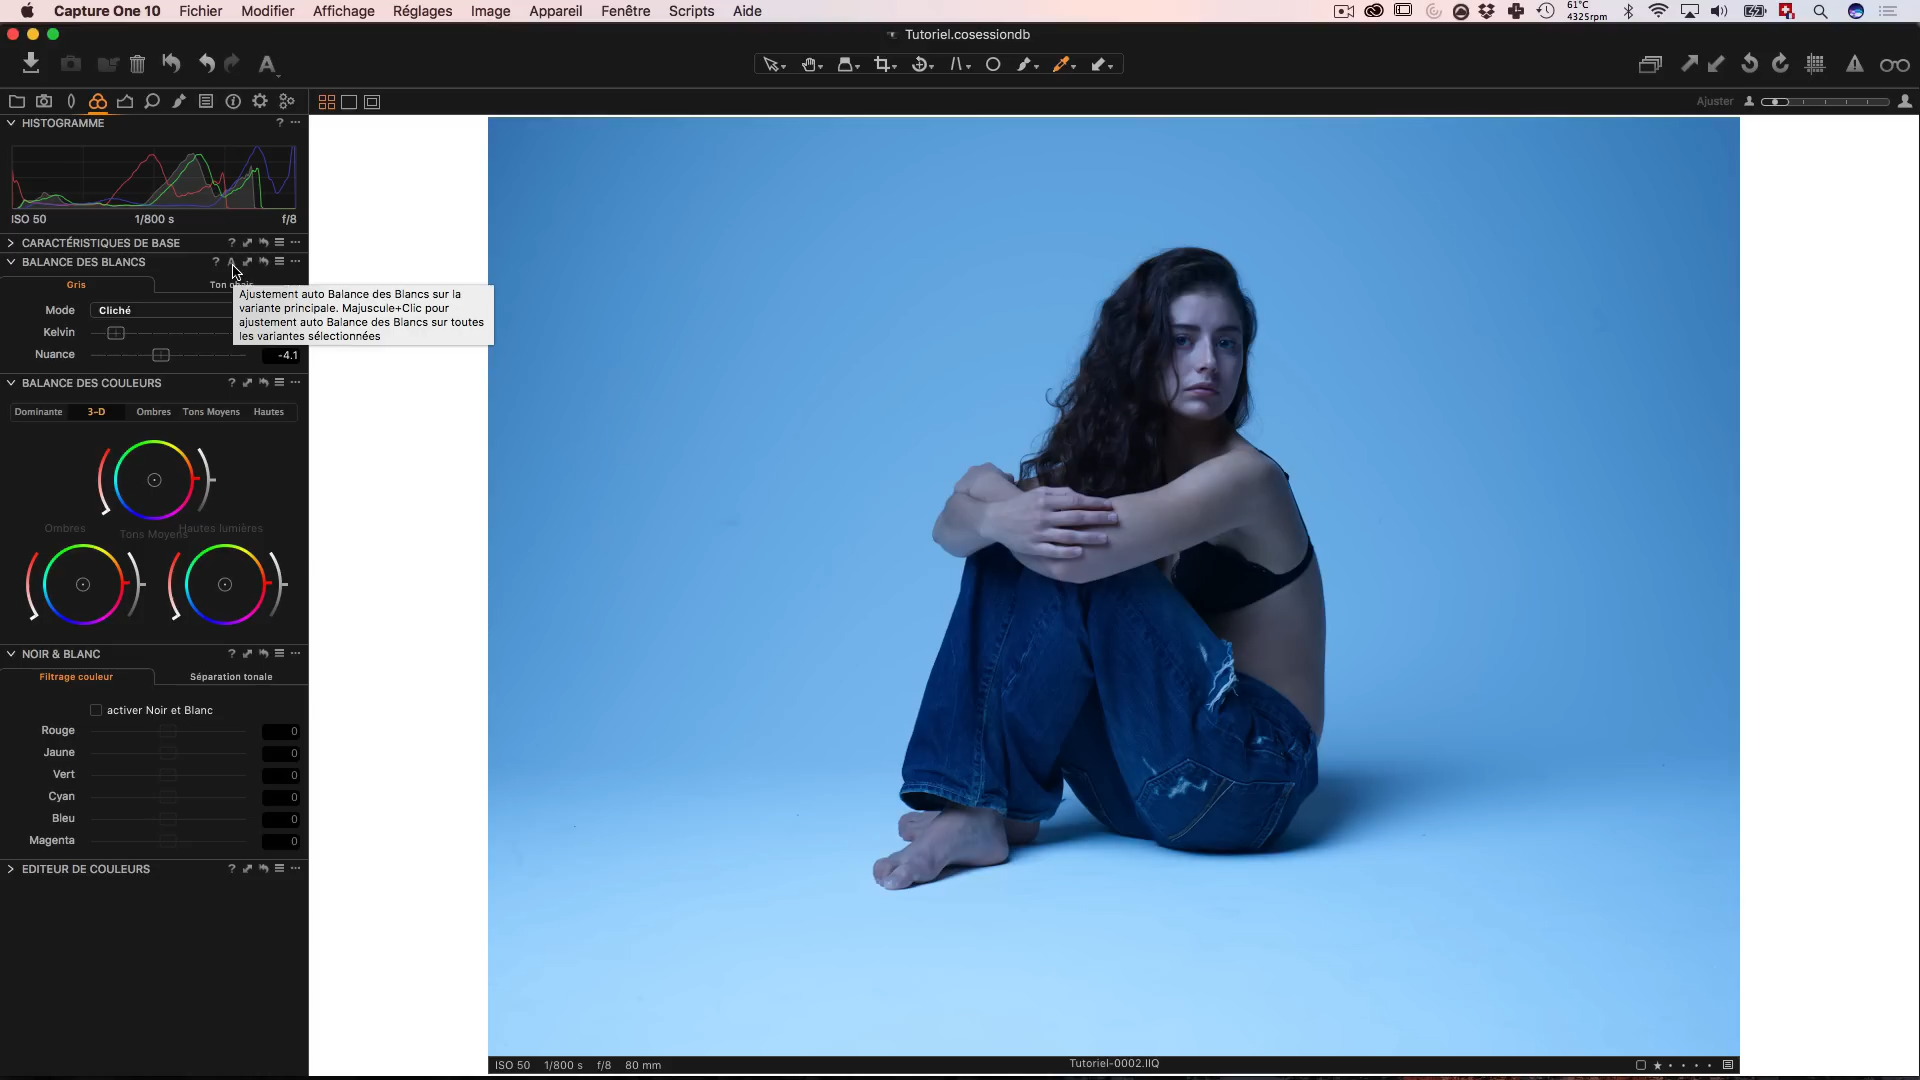 Capture One 10 Fichier Modifier Affichage Réglages Image Appareil Fenêtre Scripts Aide 61°C 4325rpm
Tutoriel.cosessiondb
Ajuster
HISTOGRAMME ?
ISO 50 1/800 s f/8
CARACTÉRISTIQUES DE BASE ?
BALANCE DES BLANCS ? A
Gris
Ajustement auto Balance des Blancs sur la
variante principale. Majuscule+Clic pour
ajustement auto Balance des Blancs sur toutes
les variantes sélectionnées
Mode Cliché
Kelvin
Nuance -4.1
BALANCE DES COULEURS ?
Dominante 3-D Ombres Tons Moyens Hautes
Ombres Tons Moyens Hautes lumières
NOIR & BLANC ?
Filtrage couleur Séparation tonale
activer Noir et Blanc
Rouge 0
Jaune 0
Vert 0
Cyan 0
Bleu 0
Magenta 0
EDITEUR DE COULEURS ?
ISO 50 1/800 s f/8 80 mm Tutoriel-0002.IIQ